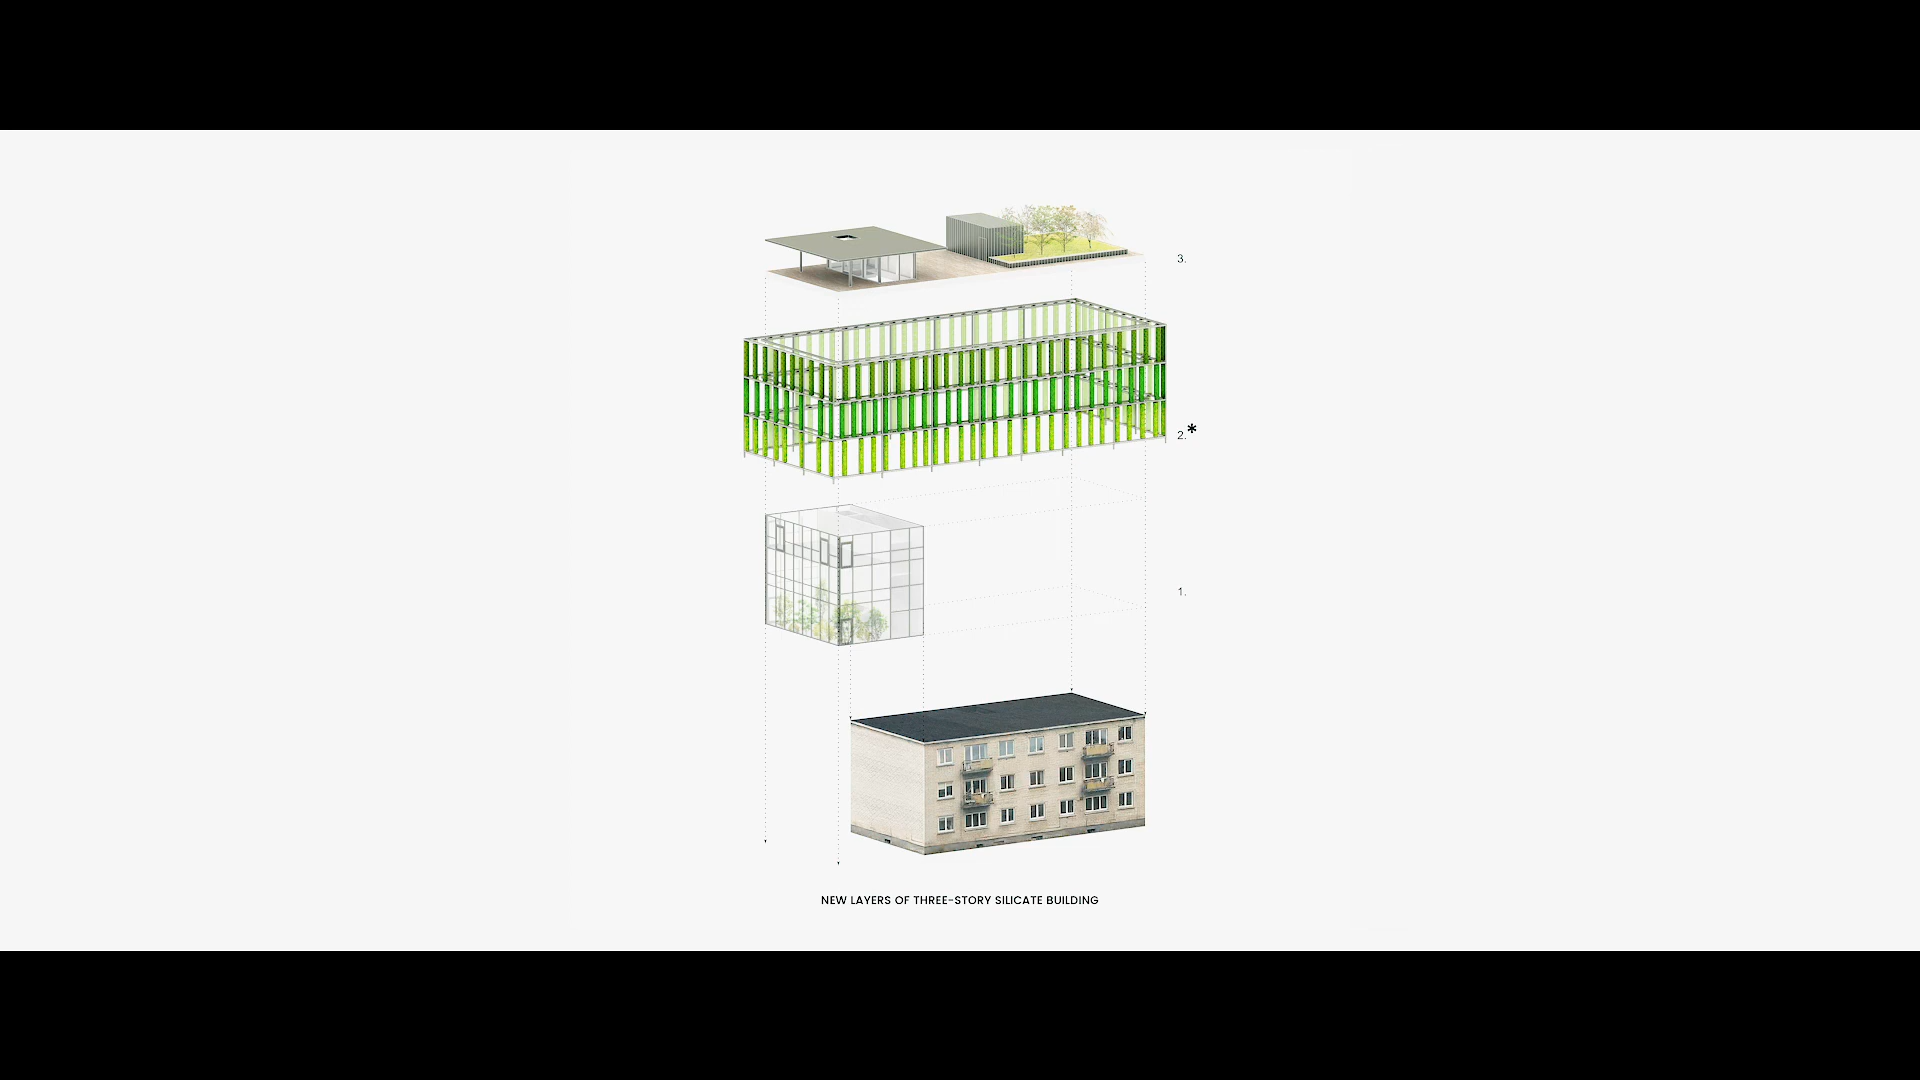 3.
2.*
1.
NEW LAYERS OF THREE-STORY SILICATE BUILDING